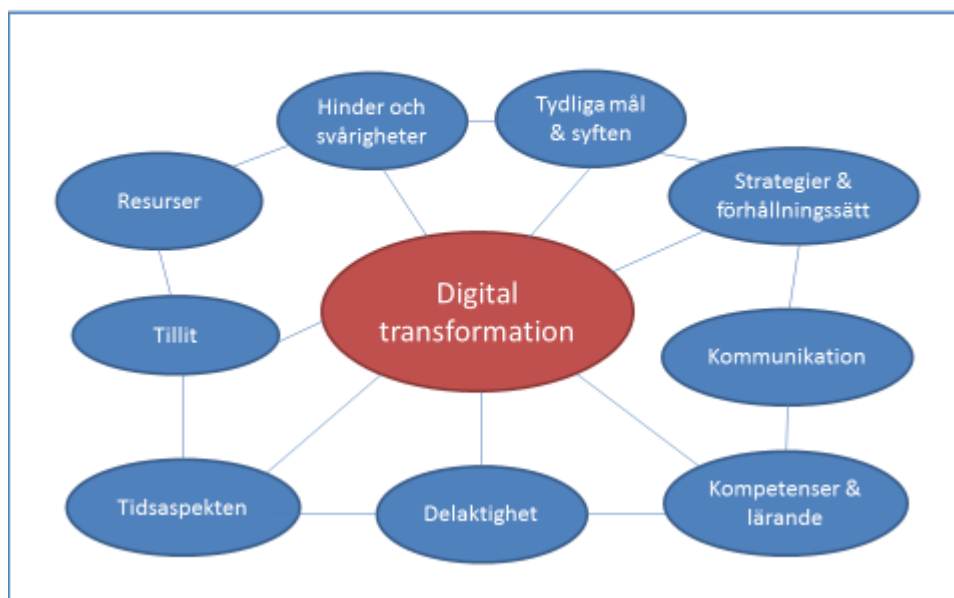 Hinder och
svårigheter
Tydliga mål
& syften
Resurser
Strategier &
förhållningssätt
Digital
transformation
Tillit
Kommunikation
Tidsaspekten
Delaktighet
Kompetenser &
lärande